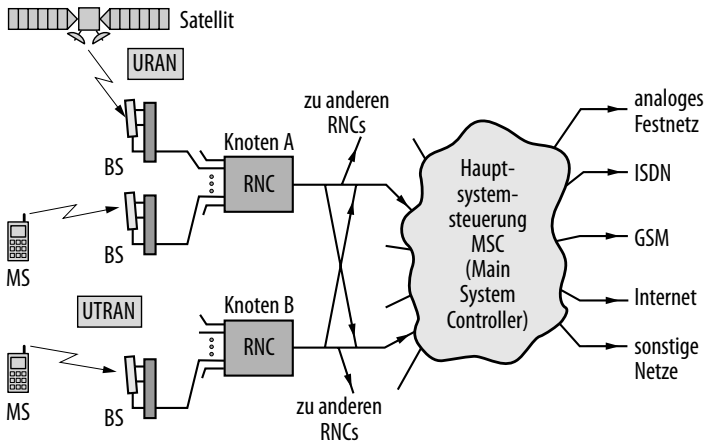 Satellit
URAN
zu anderen
RNCs
analoges
Festnetz
BS
Knoten A
RNC
Haupt-
system-
steuerung
MSC
(Main
System
Controller)
ISDN
MS
BS
GSM
UTRAN
Knoten B
RNC
Internet
MS
BS
zu anderen
RNCs
sonstige
Netze